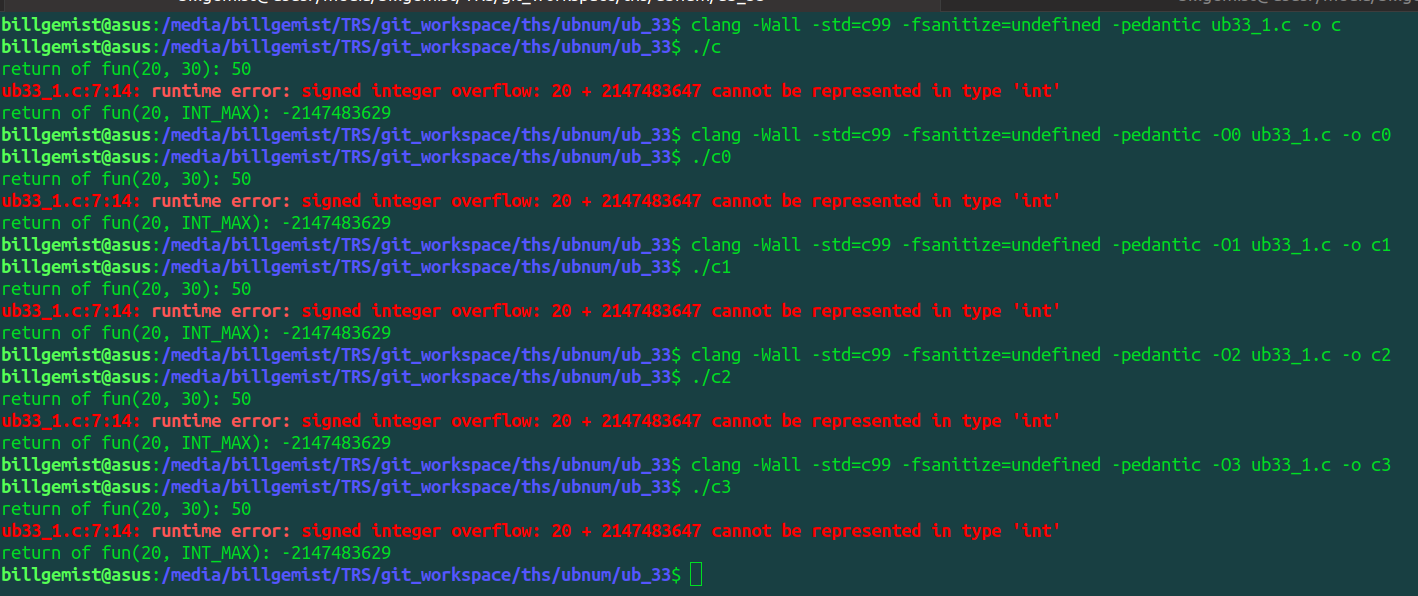 billgemist@asus:/media/billgemist/TRS/git_workspace/ths/ubnum/ub_33$ clang -Wall -std=c99 -fsanitize=undefined -pedantic ub33_1.c -o c
billgemist@asus:/media/billgemist/TRS/git_workspace/ths/ubnum/ub_33$ ./c
return of fun(20, 30): 50
ub33_1.c:7:14: runtime error: signed integer overflow: 20 + 2147483647 cannot be represented in type 'int'
return of fun(20, INT_MAX): -2147483629
billgemist@asus:/media/billgemist/TRS/git_workspace/ths/ubnum/ub_33$ clang -Wall -std=c99 -fsanitize=undefined -pedantic -O0 ub33_1.c -o c0
billgemist@asus:/media/billgemist/TRS/git_workspace/ths/ubnum/ub_33$ ./c0
return of fun(20, 30): 50
ub33_1.c:7:14: runtime error: signed integer overflow: 20 + 2147483647 cannot be represented in type 'int'
return of fun(20, INT_MAX): -2147483629
billgemist@asus:/media/billgemist/TRS/git_workspace/ths/ubnum/ub_33$ clang -Wall -std=c99 -fsanitize=undefined -pedantic -O1 ub33_1.c -o c1
billgemist@asus:/media/billgemist/TRS/git_workspace/ths/ubnum/ub_33$ ./c1
return of fun(20, 30): 50
ub33_1.c:7:14: runtime error: signed integer overflow: 20 + 2147483647 cannot be represented in type 'int'
return of fun(20, INT_MAX): -2147483629
billgemist@asus:/media/billgemist/TRS/git_workspace/ths/ubnum/ub_33$ clang -Wall -std=c99 -fsanitize=undefined -pedantic -O2 ub33_1.c -o c2
billgemist@asus:/media/billgemist/TRS/git_workspace/ths/ubnum/ub_33$ ./c2
return of fun(20, 30): 50
ub33_1.c:7:14: runtime error: signed integer overflow: 20 + 2147483647 cannot be represented in type 'int'
return of fun(20, INT_MAX): -2147483629
billgemist@asus:/media/billgemist/TRS/git_workspace/ths/ubnum/ub_33$ clang -Wall -std=c99 -fsanitize=undefined -pedantic -O3 ub33_1.c -o c3
billgemist@asus:/media/billgemist/TRS/git_workspace/ths/ubnum/ub_33$ ./c3
return of fun(20, 30): 50
ub33_1.c:7:14: runtime error: signed integer overflow: 20 + 2147483647 cannot be represented in type 'int'
return of fun(20, INT_MAX): -2147483629
billgemist@asus:/media/billgemist/TRS/git_workspace/ths/ubnum/ub_33$